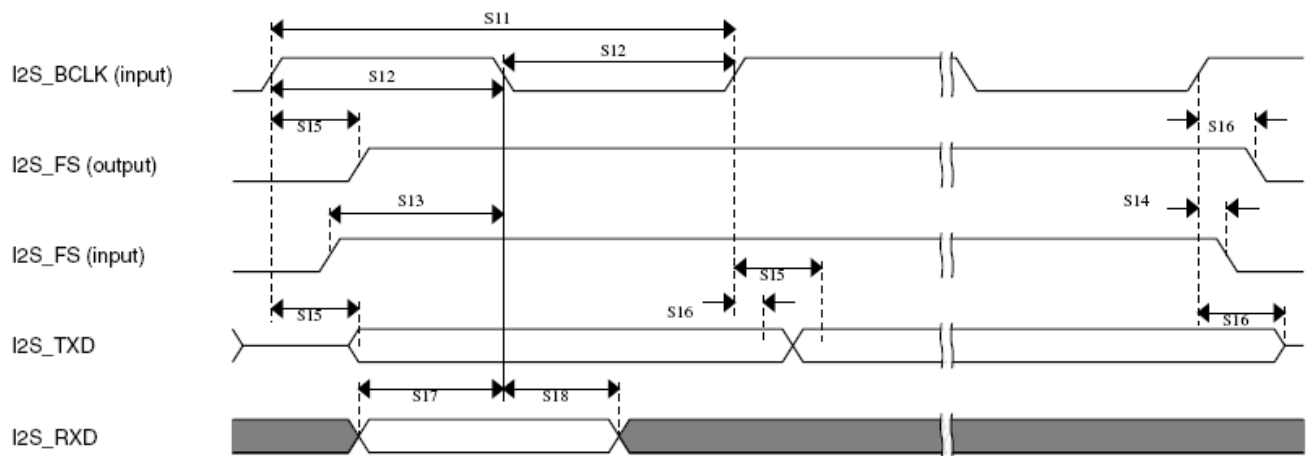 S11
I2S_BCLK (input)
S12
S12
S15
S16
I2S_FS (output)
S13
S14
I2S_FS (input)
S15
S15
S16
S16
I2S_TXD
S17
S18
I2S_RXD